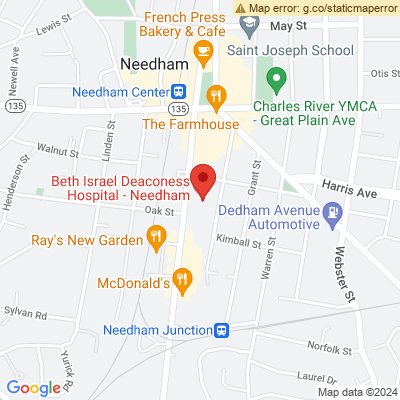 Map error: g.co/staticmaperror
French Press
Bakery & Cafe
May St
Lewis St
Saint Joseph School
Newell Ave
Needham
Otis St
Needham Center
135
135
Charles River YMCA
- Great Plain Ave
The Farmhouse
Linden St
Walnut St
Henderson St
Grant St
Beth Israel Deaconess
Hospital - Needham
Harris Ave
Oak St
Dedham Avenue
Automotive
Ray's New Garden
Kimball St
Warren St
Webster St
McDonald's
Sylvan Rd
Needham Junction
Norfolk St
Yurick Rd
Laurel Dr
Google
Map data ©2024